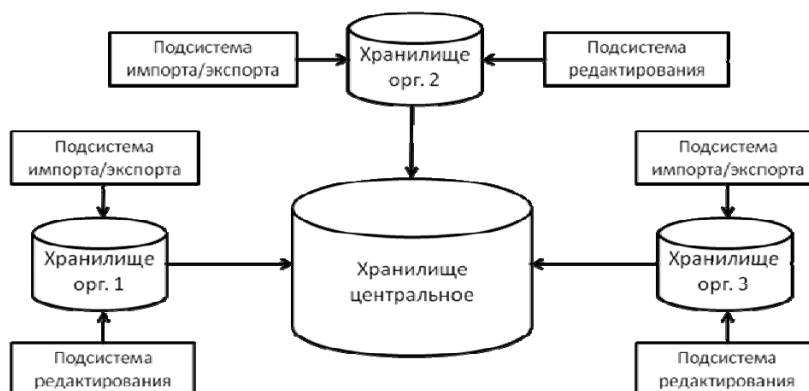 Подсистема
импорта/экспорта
Хранилище
орг. 2
Подсистема
редактирования
Подсистема
импорта/экспорта
Подсистема
импорта/экспорта
Хранилище
орг. 1
Хранилище
центральное
Хранилище
орг. 3
Подсистема
редактирования
Подсистема
редактирования